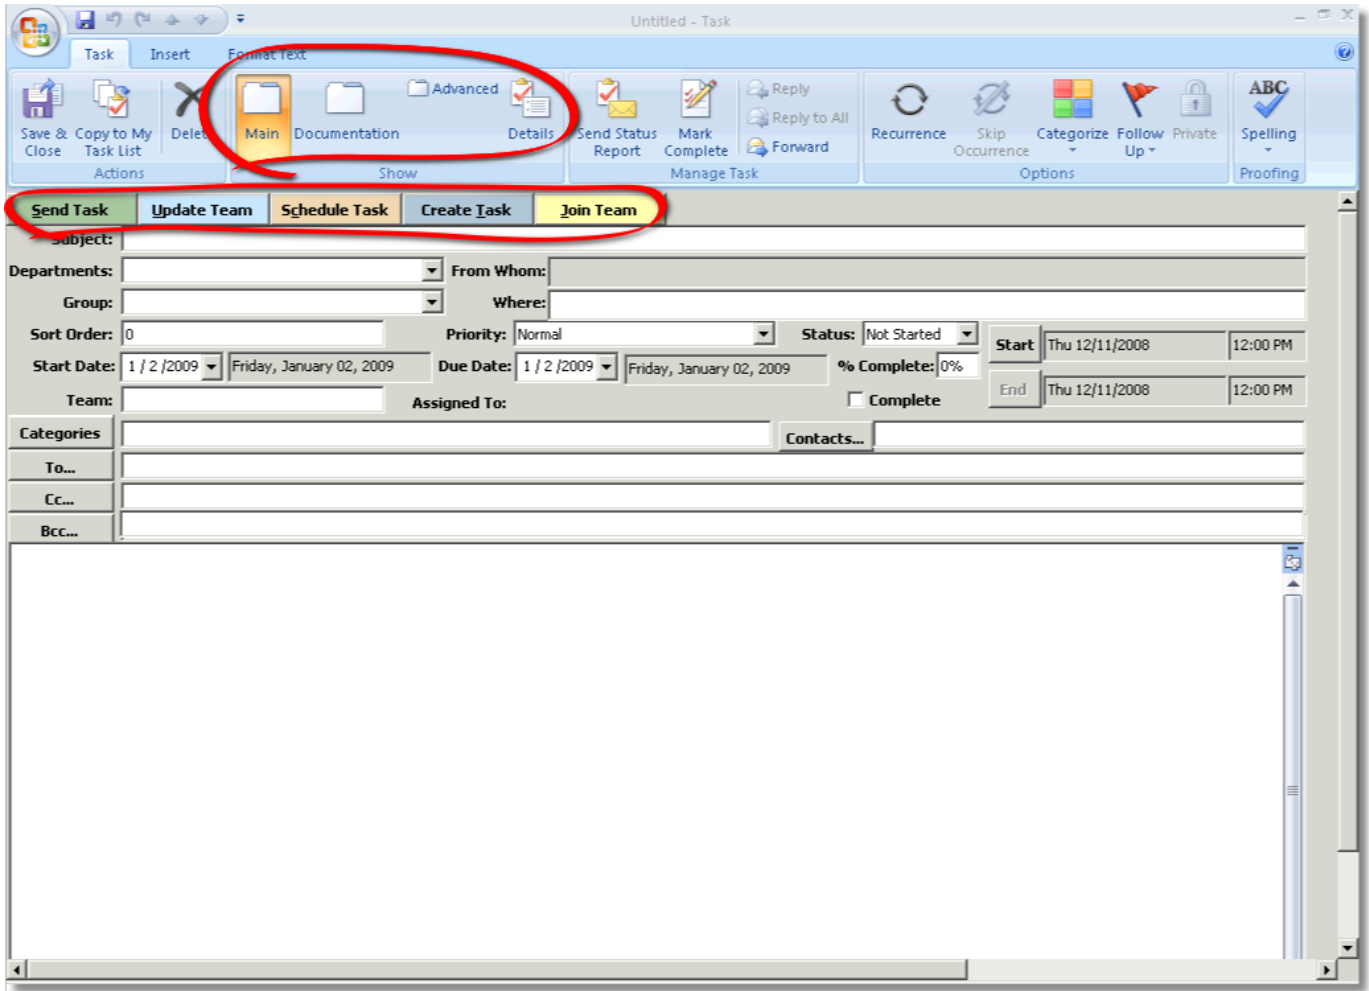 Untitled - Task
Task Insert Format Text
Save & Close Copy to My Task List Delete Main Documentation Advanced Details Send Status Report Mark Complete Reply Reply to All Forward Recurrence Skip Occurrence Categorize Follow Up Private ABC Spelling
Actions Show Manage Task Options Proofing
Send Task Update Team Schedule Task Create Task Join Team
Subject:
Departments: From Whom:
Group: Where:
Sort Order: 0 Priority: Normal Status: Not Started Start Thu 12/11/2008 12:00 PM
Start Date: 1 / 2 /2009 Friday, January 02, 2009 Due Date: 1 / 2 /2009 Friday, January 02, 2009 % Complete: 0%
End Thu 12/11/2008 12:00 PM
Team: Assigned To: Complete
Categories Contacts...
To...
Cc...
Bcc...